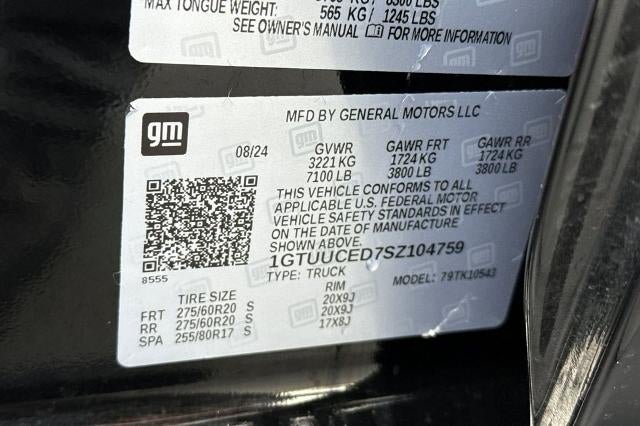 MAX TONGUE WEIGHT: 565 KG / 1245 LBS
SEE OWNER'S MANUAL FOR MORE INFORMATION
gm
MFD BY GENERAL MOTORS LLC
08/24 GVWR GAWR FRT GAWR RR
3221 KG 1724 KG 1724 KG
7100 LB 3800 LB 3800 LB
THIS VEHICLE CONFORMS TO ALL
APPLICABLE U.S. FEDERAL MOTOR
VEHICLE SAFETY STANDARDS IN EFFECT
ON THE DATE OF MANUFACTURE
SHOWN ABOVE.
1GTUUCED7SZ104759
8555 TYPE: TRUCK 79TK10543
TIRE SIZE RIM
FRT 275/60R20 S 20X9J
RR 275/60R20 S 20X9J
SPA 255/80R17 S 17X8J